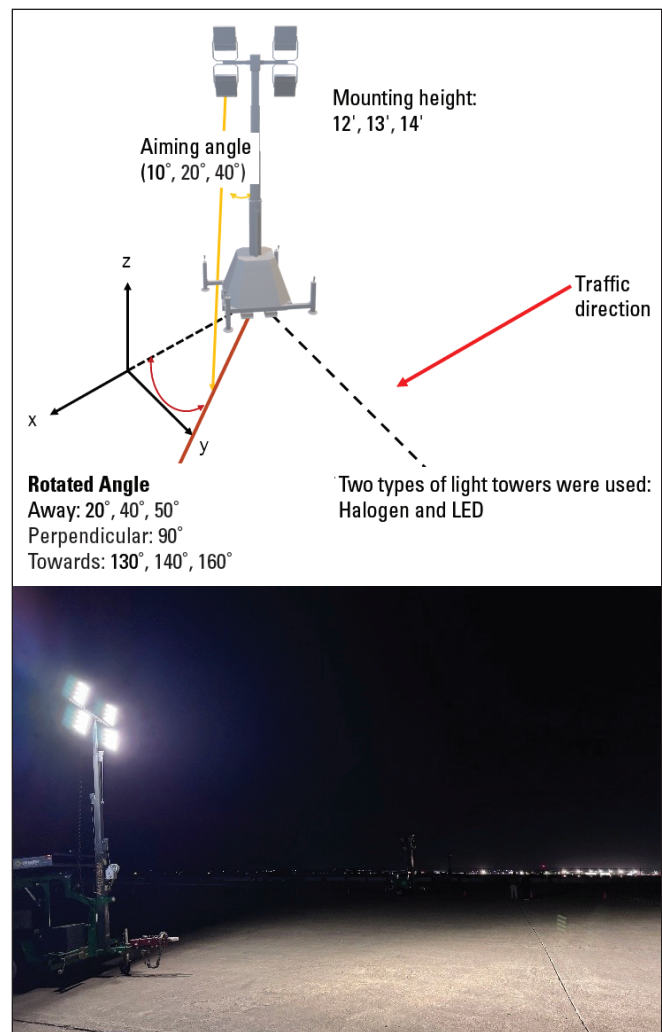 Mounting height:
12', 13', 14'
Aiming angle
(10°, 20°, 40°)
z
Traffic
direction
x
y
Rotated Angle
Away: 20°, 40°, 50°
Perpendicular: 90°
Towards: 130°, 140°, 160°
Two types of light towers were used:
Halogen and LED